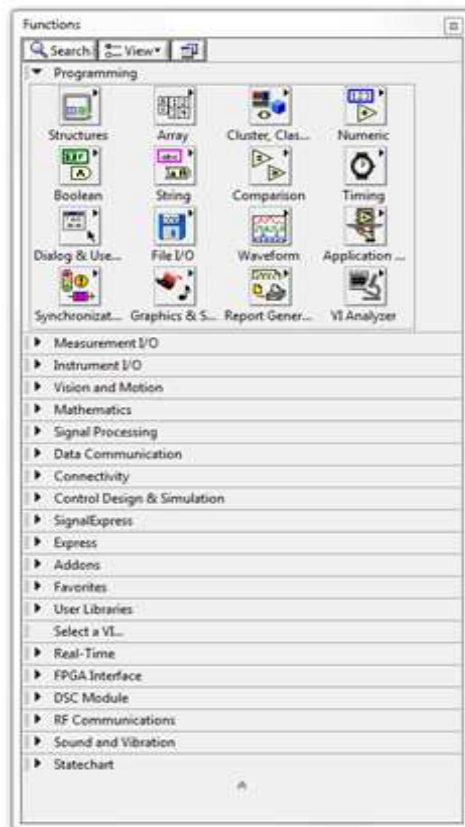 Functions
Search View
Programming
Structures Array Cluster, Clas... Numeric
Boolean String Comparison Timing
Dialog & Use... File I/O Waveform Application ...
Synchronizat... Graphics & S... Report Gener... VI Analyzer
Measurement I/O
Instrument I/O
Vision and Motion
Mathematics
Signal Processing
Data Communication
Connectivity
Control Design & Simulation
SignalExpress
Express
Addons
Favorites
User Libraries
Select a VI...
Real-Time
FPGA Interface
DSC Module
RF Communications
Sound and Vibration
Statechart